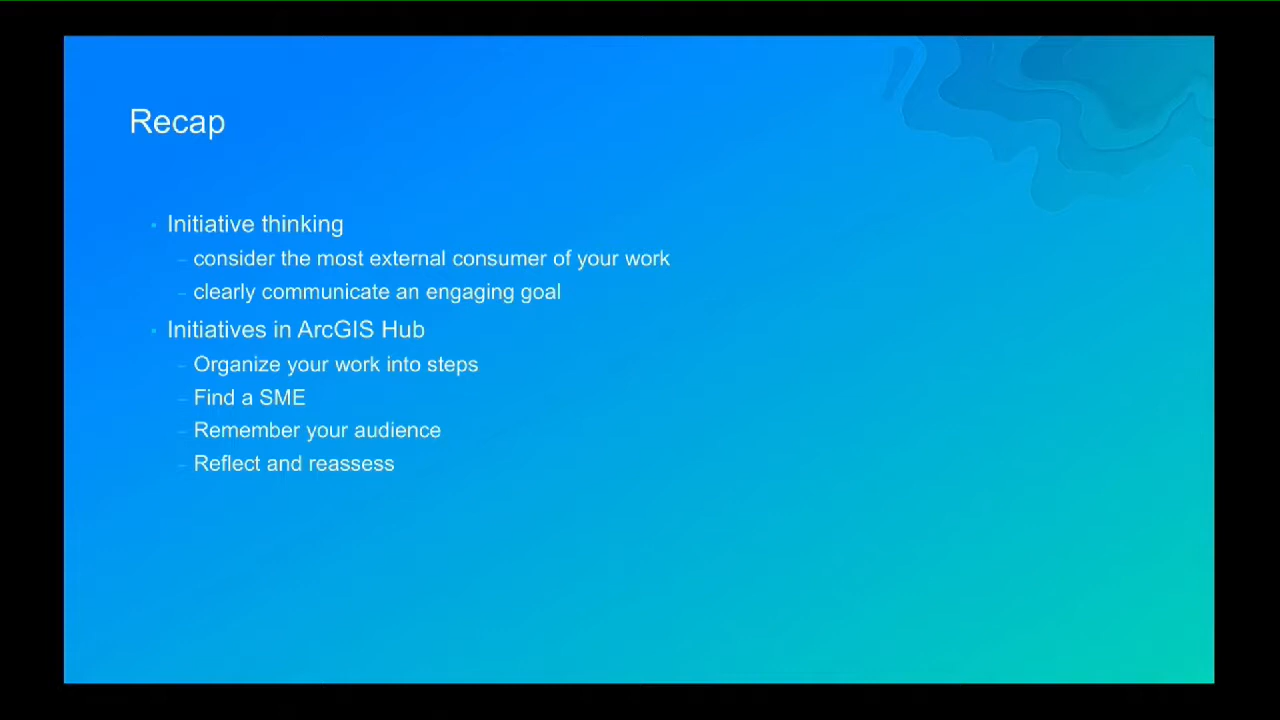 Recap
Initiative thinking
consider the most external consumer of your work
clearly communicate an engaging goal
Initiatives in ArcGIS Hub
Organize your work into steps
Find a SME
Remember your audience
Reflect and reassess